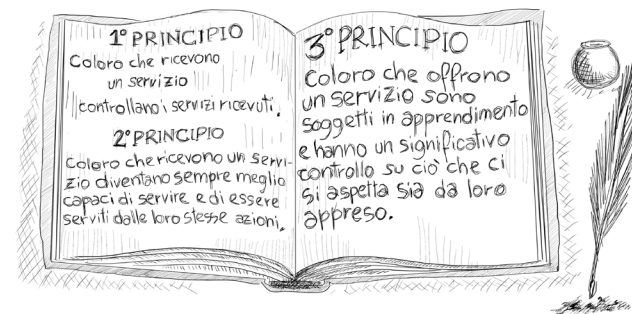 1° PRINCIPIO
Coloro che ricevono
un servizio
controllano i servizi ricevuti.
2° PRINCIPIO
Coloro che ricevono un servi-
zio diventano sempre meglio
capaci di servire e di essere
serviti dalle loro stesse azioni.
3° PRINCIPIO
Coloro che offrono
un servizio sono
soggetti in apprendimento
e hanno un significativo
controllo su ciò che ci
si aspetta sia da loro
appreso.